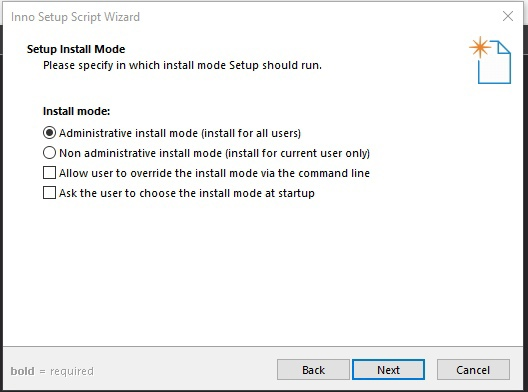 Inno Setup Script Wizard
Setup Install Mode
Please specify in which install mode Setup should run.
Install mode:
Administrative install mode (install for all users)
Non administrative install mode (install for current user only)
Allow user to override the install mode via the command line
Ask the user to choose the install mode at startup
bold = required
Back
Next
Cancel